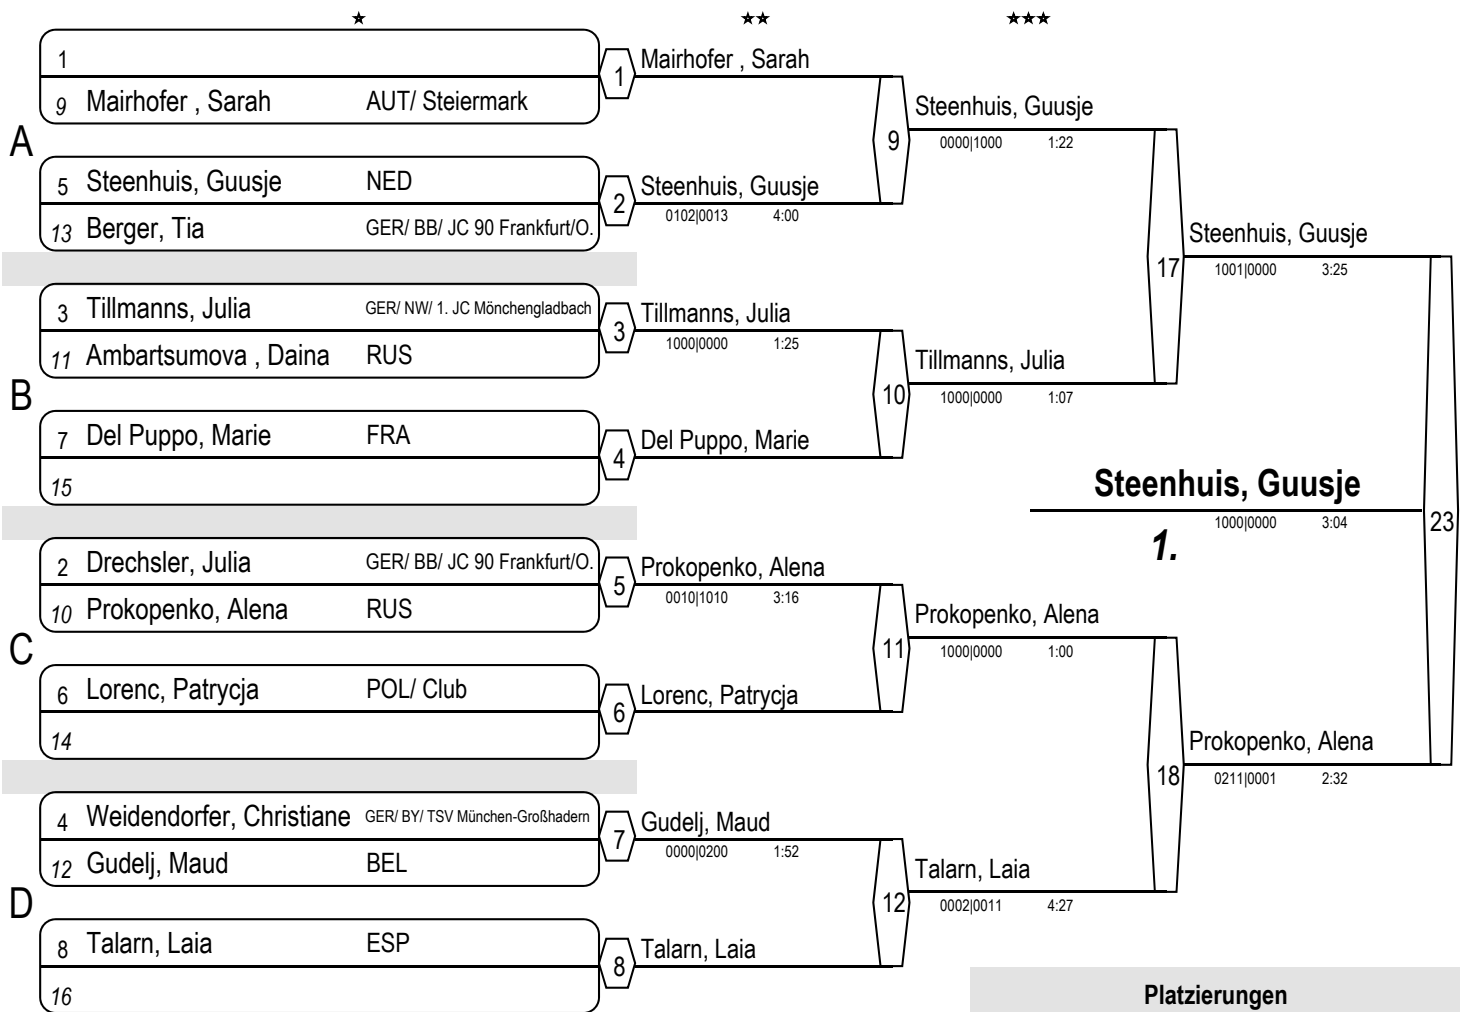 ★ ★★ ★★★
1
9 Mairhofer , Sarah AUT/ Steiermark
1 Mairhofer , Sarah
A
5 Steenhuis, Guusje NED
13 Berger, Tia GER/ BB/ JC 90 Frankfurt/O.
2 Steenhuis, Guusje
0102|0013 4:00
9 Steenhuis, Guusje
0000|1000 1:22
3 Tillmanns, Julia GER/ NW/ 1. JC Mönchengladbach
11 Ambartsumova , Daina RUS
3 Tillmanns, Julia
1000|0000 1:25
B
7 Del Puppo, Marie FRA
15
4 Del Puppo, Marie
10 Tillmanns, Julia
1000|0000 1:07
17 Steenhuis, Guusje
1001|0000 3:25
2 Drechsler, Julia GER/ BB/ JC 90 Frankfurt/O.
10 Prokopenko, Alena RUS
5 Prokopenko, Alena
0010|1010 3:16
C
6 Lorenc, Patrycja POL/ Club
14
6 Lorenc, Patrycja
11 Prokopenko, Alena
1000|0000 1:00
4 Weidendorfer, Christiane GER/ BY/ TSV München-Großhadern
12 Gudelj, Maud BEL
7 Gudelj, Maud
0000|0200 1:52
D
8 Talarn, Laia ESP
16
8 Talarn, Laia
12 Talarn, Laia
0002|0011 4:27
18 Prokopenko, Alena
0211|0001 2:32
23
Steenhuis, Guusje
1. 1000|0000 3:04
Platzierungen